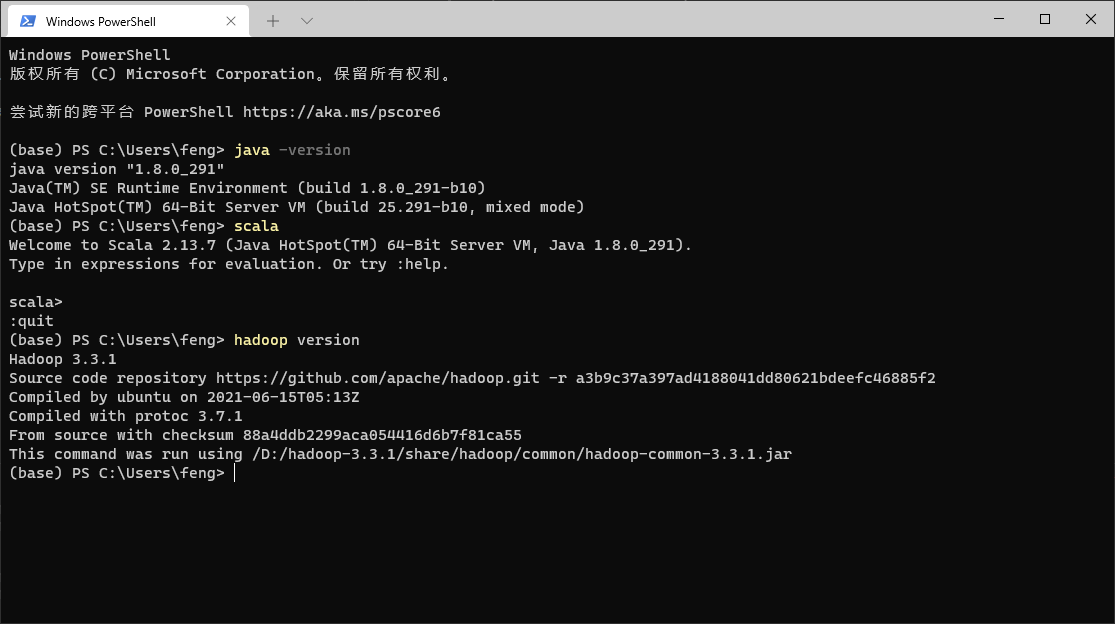 Windows PowerShell
Windows PowerShell
版权所有 (C) Microsoft Corporation。保留所有权利。
尝试新的跨平台 PowerShell https://aka.ms/pscore6
(base) PS C:\Users\feng> java -version
java version "1.8.0_291"
Java(TM) SE Runtime Environment (build 1.8.0_291-b10)
Java HotSpot(TM) 64-Bit Server VM (build 25.291-b10, mixed mode)
(base) PS C:\Users\feng> scala
Welcome to Scala 2.13.7 (Java HotSpot(TM) 64-Bit Server VM, Java 1.8.0_291).
Type in expressions for evaluation. Or try :help.
scala>
:quit
(base) PS C:\Users\feng> hadoop version
Hadoop 3.3.1
Source code repository https://github.com/apache/hadoop.git -r a3b9c37a397ad4188041dd80621bdeefc46885f2
Compiled by ubuntu on 2021-06-15T05:13Z
Compiled with protoc 3.7.1
From source with checksum 88a4ddb2299aca054416d6b7f81ca55
This command was run using /D:/hadoop-3.3.1/share/hadoop/common/hadoop-common-3.3.1.jar
(base) PS C:\Users\feng>